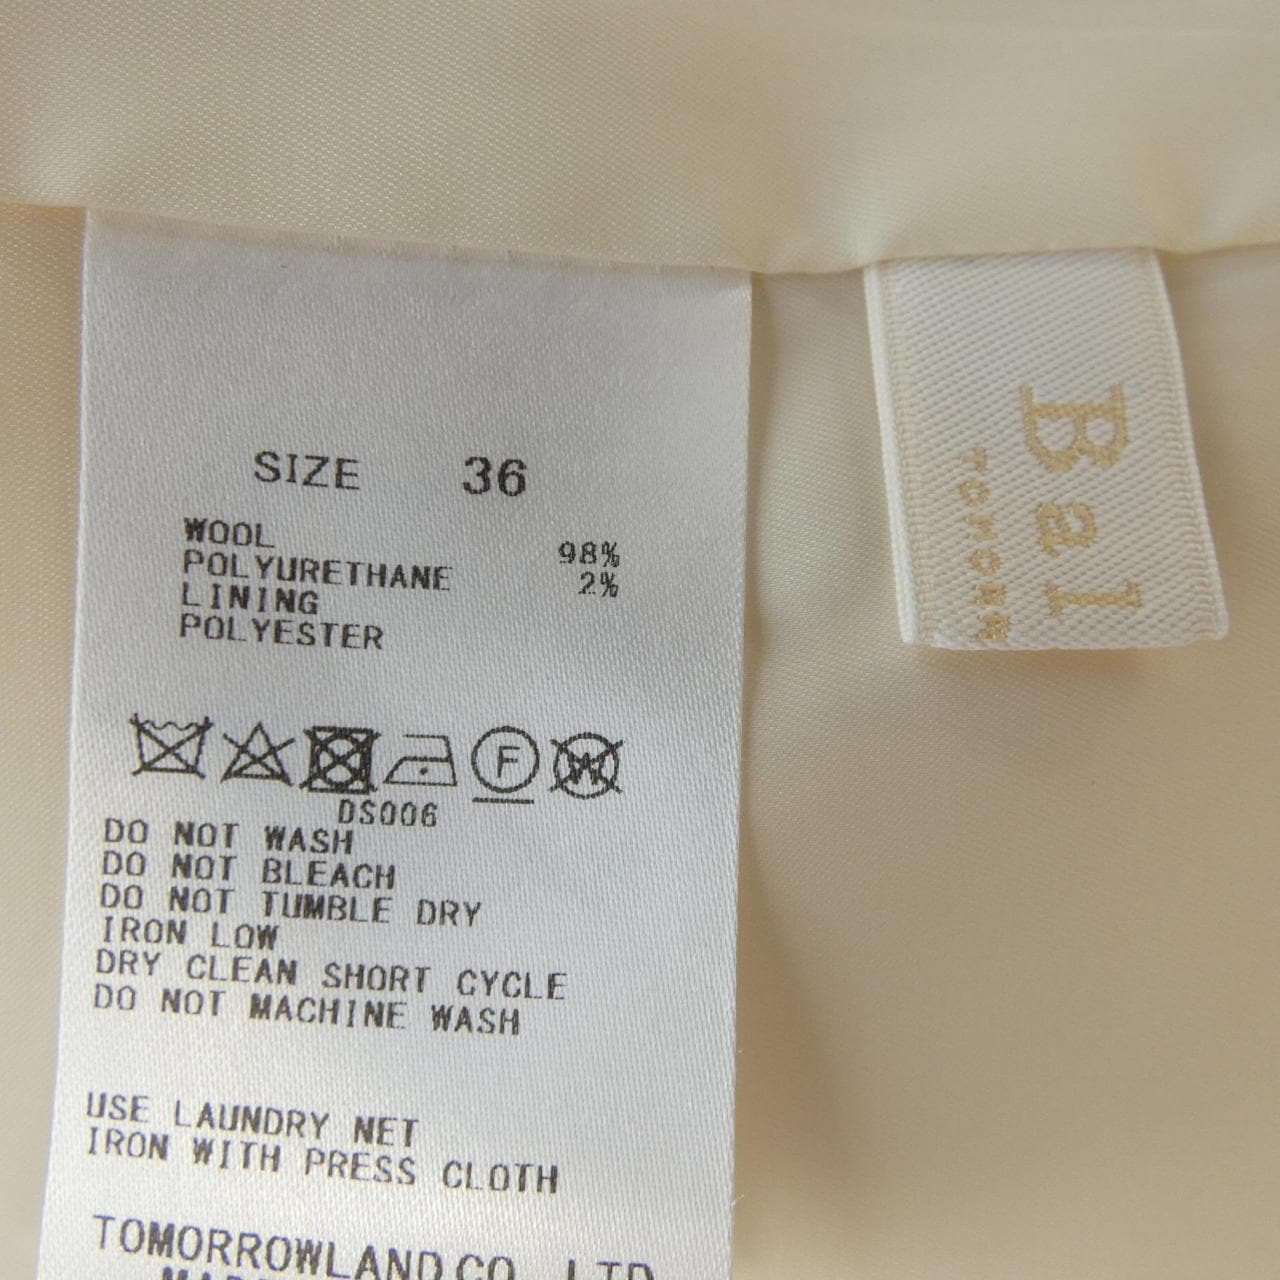 SIZE 36
WOOL 98%
POLYURETHANE 2%
LINING
POLYESTER
F W
DS006
DO NOT WASH
DO NOT BLEACH
DO NOT TUMBLE DRY
IRON LOW
DRY CLEAN SHORT CYCLE
DO NOT MACHINE WASH
USE LAUNDRY NET
IRON WITH PRESS CLOTH
TOMORROWLAND CO., LTD.
Bal
TOMORR